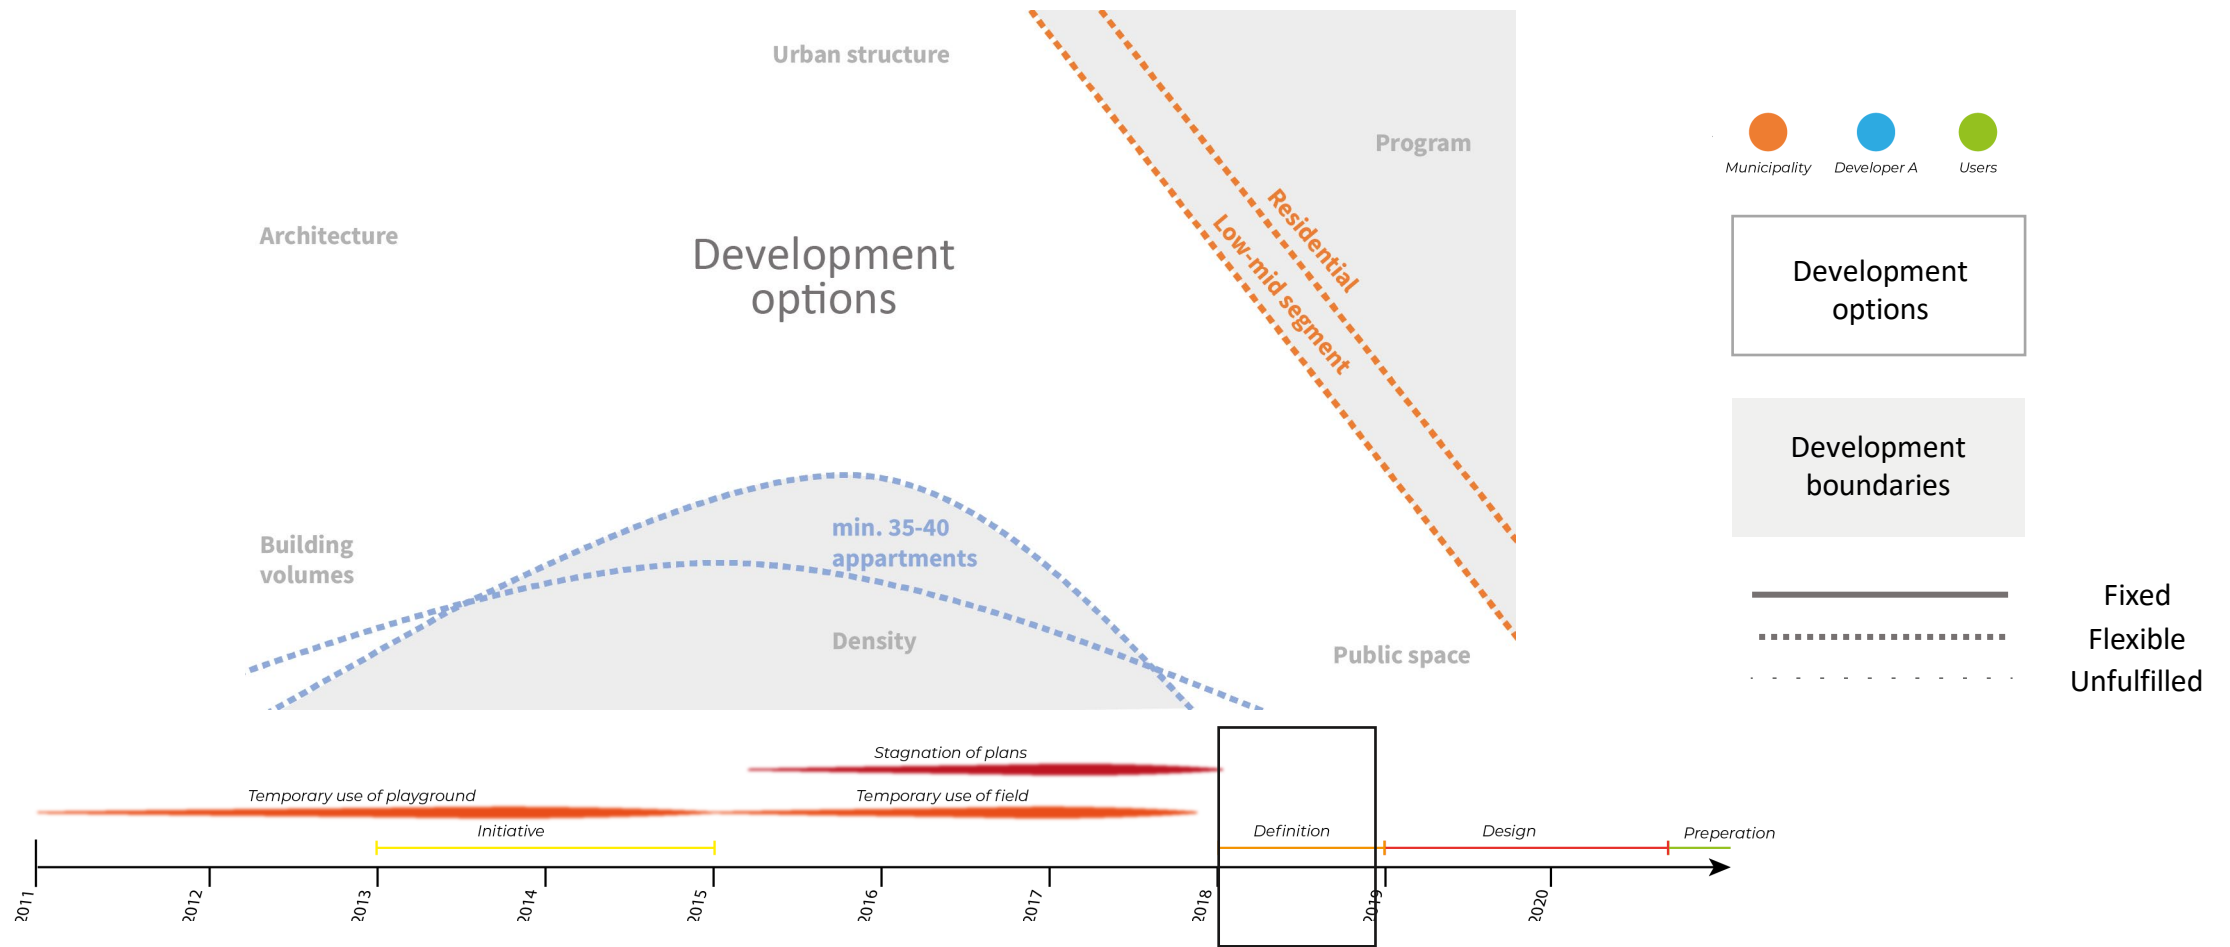 Urban structure
Program
Architecture
Development
options
Residential
Low-mid segment
min. 35-40
appartments
Building
volumes
Density
Public space
Municipality
Developer A
Users
Development
options
Development
boundaries
Fixed
Flexible
Unfulfilled
Stagnation of plans
Temporary use of playground
Temporary use of field
Initiative
Definition
Design
Preperation
2011
2012
2013
2014
2015
2016
2017
2018
2019
2020